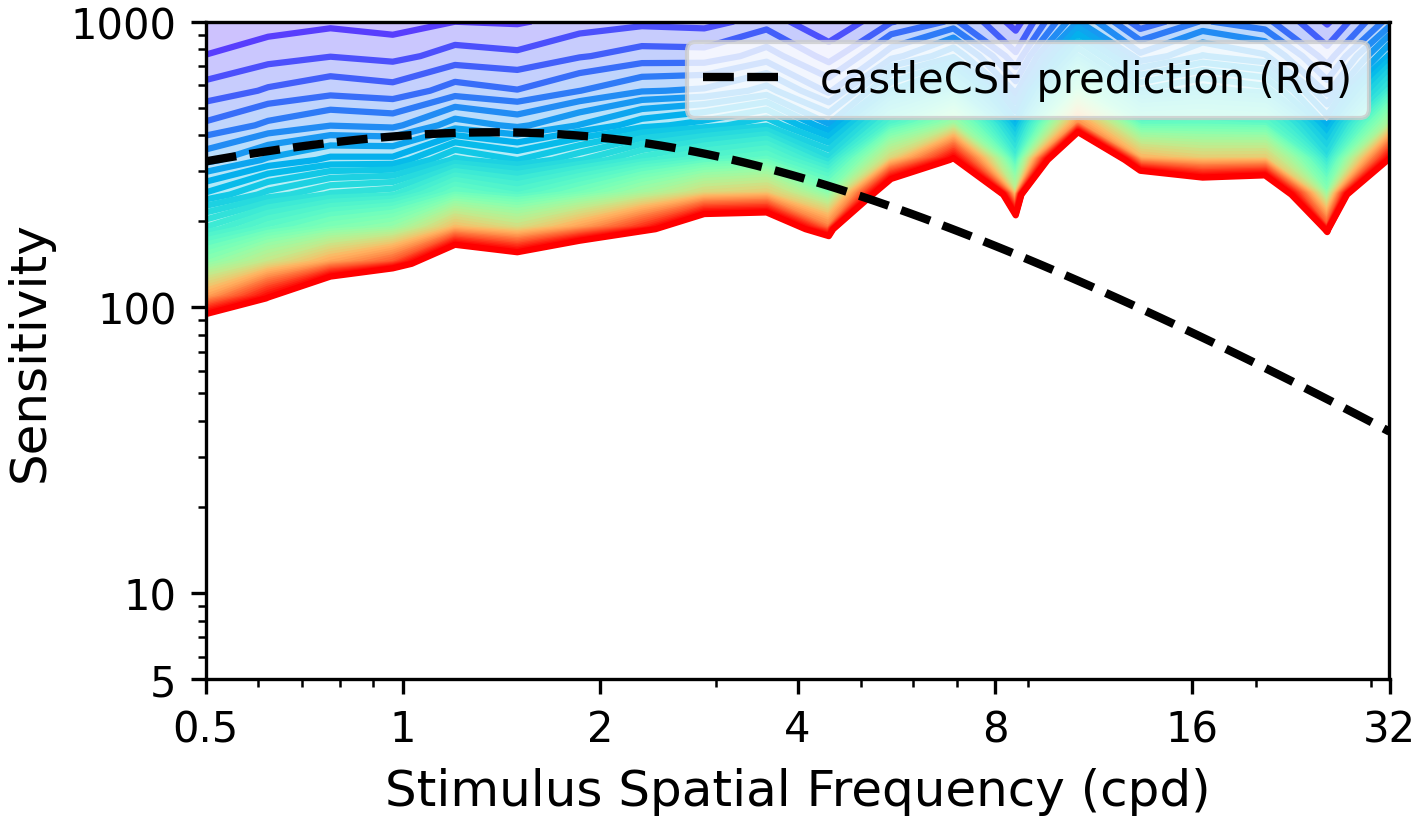 1000
100
10
5
Sensitivity
castleCSF prediction (RG)
0.5 1 2 4 8 16 32
Stimulus Spatial Frequency (cpd)